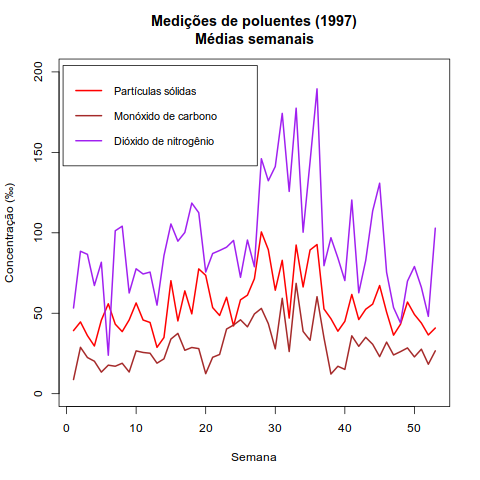 Medições de poluentes (1997)
Médias semanais
Partículas sólidas
Monóxido de carbono
Dióxido de nitrogênio
Concentração (‰)
200
150
100
50
0
0 10 20 30 40 50
Semana